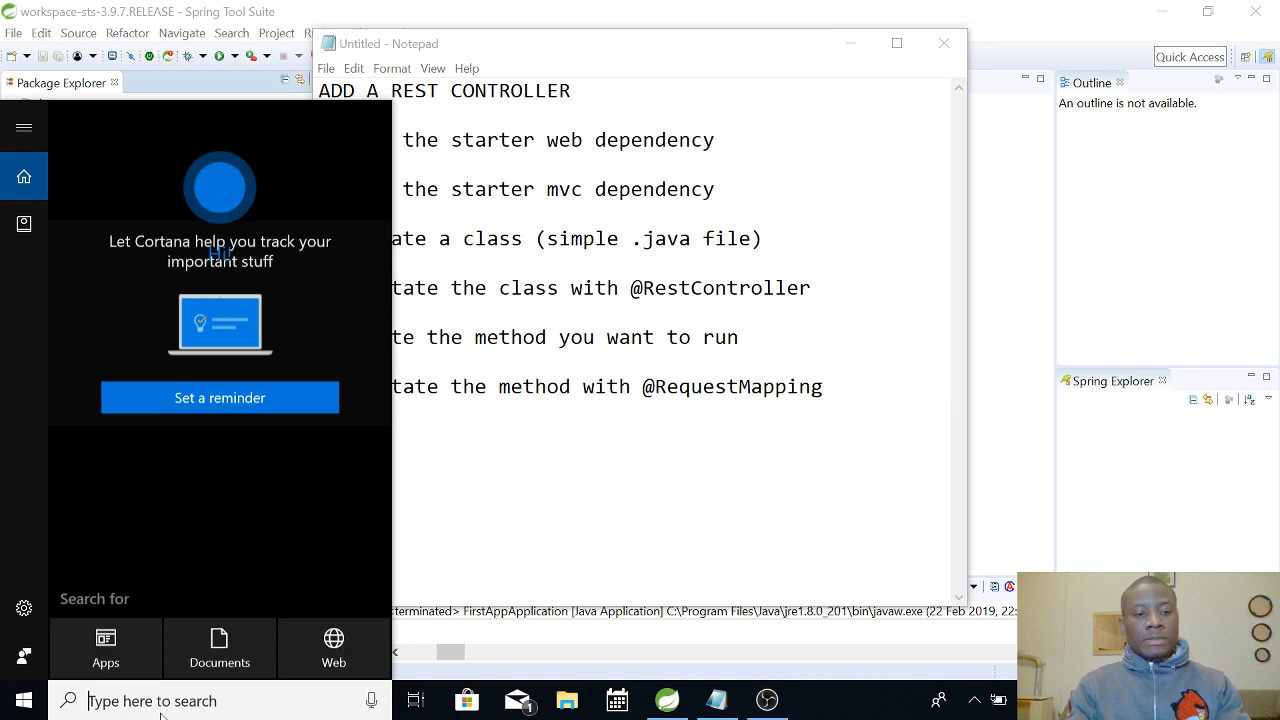 workspace-sts-3.9.7.RELEASE - Spring Tool Suite
File Edit Source Refactor Navigate Search Project
Quick Access
Package Explorer
Untitled - Notepad
File Edit Format View Help
ADD A REST CONTROLLER
the starter web dependency
the starter mvc dependency
ate a class (simple .java file)
tate the class with @RestController
te the method you want to run
tate the method with @RequestMapping
Outline
An outline is not available.
Spring Explorer
Hi!
Let Cortana help you track your
important stuff
Set a reminder
Search for
Apps
Documents
Web
terminated> FirstAppApplication [Java Application] C:\Program Files\Java\jre1.8.0_201\bin\javaw.exe (22 Feb 2019, 22:
Type here to search
1